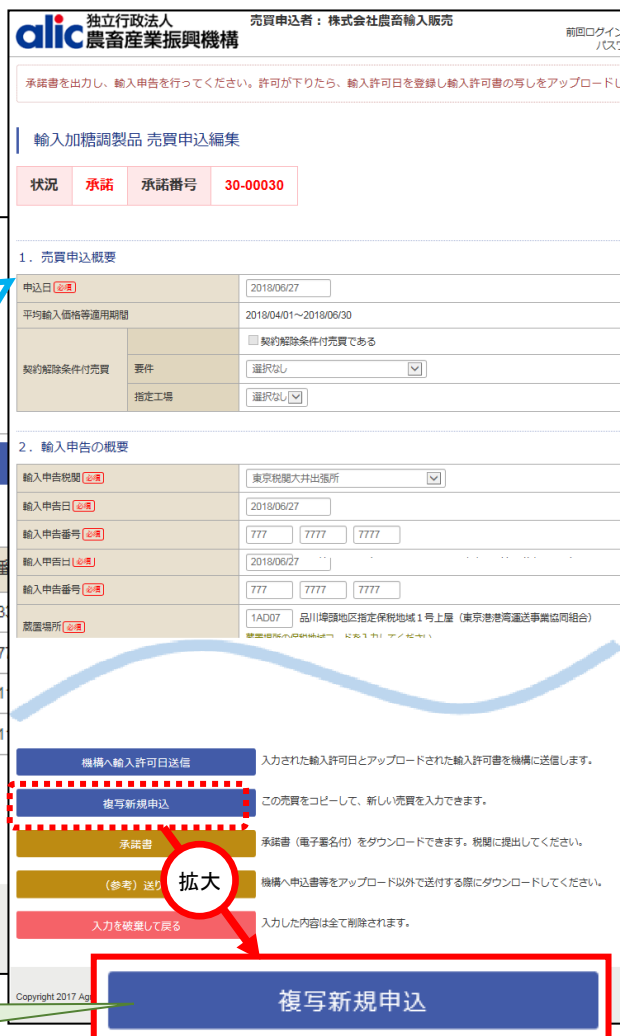 alic 独立行政法人 農畜産業振興機構
売買申込者： 株式会社農畜輸入販売
前回ログイン
承諾書を出力し、輸入申告を行ってください。許可が下りたら、輸入許可日を登録し輸入許可書の写しをアップロードし
輸入加糖調製品 売買申込編集
状況 承諾 承諾番号 30-00030
1．売買申込概要
申込日 必須 2018/06/27
平均輸入価格等適用期間 2018/04/01～2018/06/30
契約解除条件付売買である
契約解除条件付売買 要件 選択なし
指定工場 選択なし
2．輸入申告の概要
輸入申告税関 必須 東京税関大井出張所
輸入申告日 必須 2018/06/27
輸入申告番号 必須 777 7777 7777
輸入申告日 必須 2018/06/27
輸入申告番号 必須 777 7777 7777
蔵置場所 必須 1AD07 品川埠頭地区指定保税地域１号上屋（東京港港湾運送事業協同組合）
蔵置場所の保税地域コードを入力してください
機構へ輸入許可日送信 入力された輸入許可日とアップロードされた輸入許可書を機構に送信します。
複写新規申込 この売買をコピーして、新しい売買を入力できます。
承諾書 承諾書（電子署名付）をダウンロードできます。税関に提出してください。
（参考）送り 機構へ申込書等をアップロード以外で送付する際にダウンロードしてください。
拡大
入力を破棄して戻る 入力した内容は全て削除されます。
Copyright 2017 Ag
複写新規申込